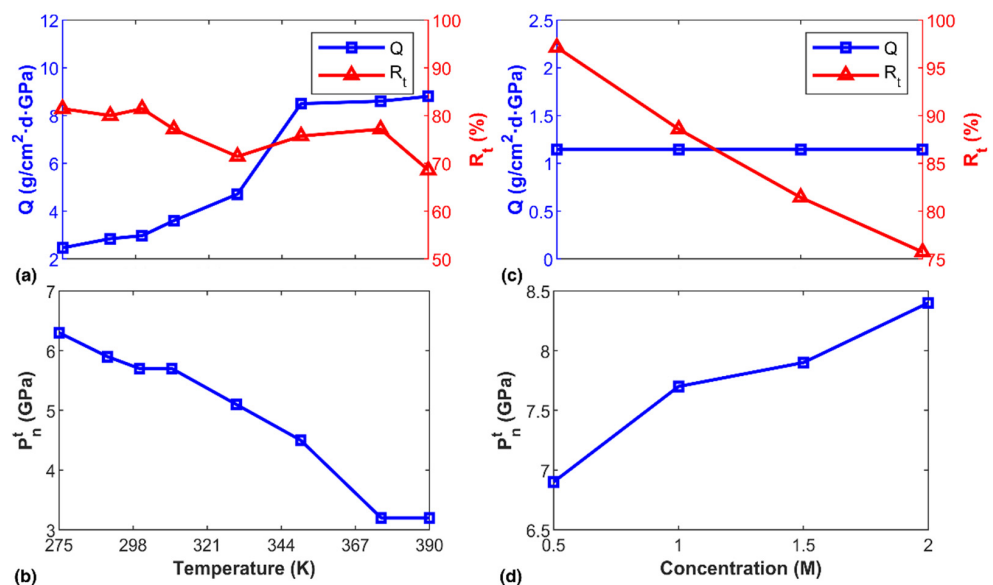 12
10
8
6
4
2
Q (g/cm²·d·GPa)
Q
Rₜ
100
90
80
70
60
50
Rₜ (%)
(a)
2.5
2
1.5
1
0.5
0
Q (g/cm²·d·GPa)
Q
Rₜ
100
95
90
85
80
75
Rₜ (%)
(c)
7
6
5
4
3
Pₙᵗ (GPa)
275 298 321 344 367 390
(b) Temperature (K)
8.5
8
7.5
7
6.5
Pₙᵗ (GPa)
0.5 1 1.5 2
(d) Concentration (M)